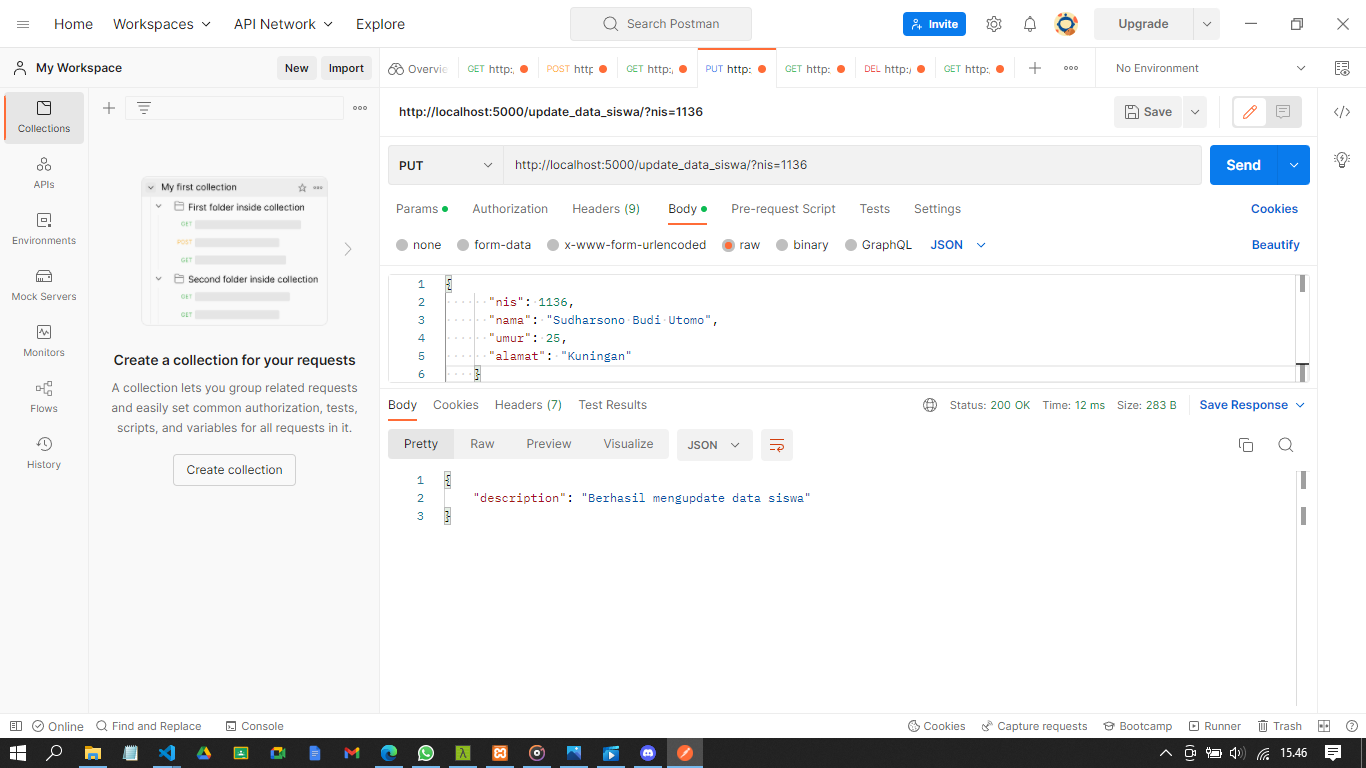 Home Workspaces API Network Explore Search Postman Invite Upgrade
My Workspace New Import
Overvie GET http:, POST http GET http:, PUT http: GET http: DEL http:/ GET http:, No Environment
http://localhost:5000/update_data_siswa/?nis=1136 Save
PUT http://localhost:5000/update_data_siswa/?nis=1136 Send
Params Authorization Headers (9) Body Pre-request Script Tests Settings Cookies
none form-data x-www-form-urlencoded raw binary GraphQL JSON Beautify
1 {
2 "nis": 1136,
3 "nama": "Sudharsono Budi Utomo",
4 "umur": 25,
5 "alamat": "Kuningan"
6 }
Body Cookies Headers (7) Test Results Status: 200 OK Time: 12 ms Size: 283 B Save Response
Pretty Raw Preview Visualize JSON
1 {
2 "description": "Berhasil mengupdate data siswa"
3 }
Collections
APIs
Environments
Mock Servers
Monitors
Flows
History
My first collection
First folder inside collection
GET
POST
GET
Second folder inside collection
GET
GET
Create a collection for your requests
A collection lets you group related requests
and easily set common authorization, tests,
scripts, and variables for all requests in it.
Create collection
Online Find and Replace Console Cookies Capture requests Bootcamp Runner Trash
15.46